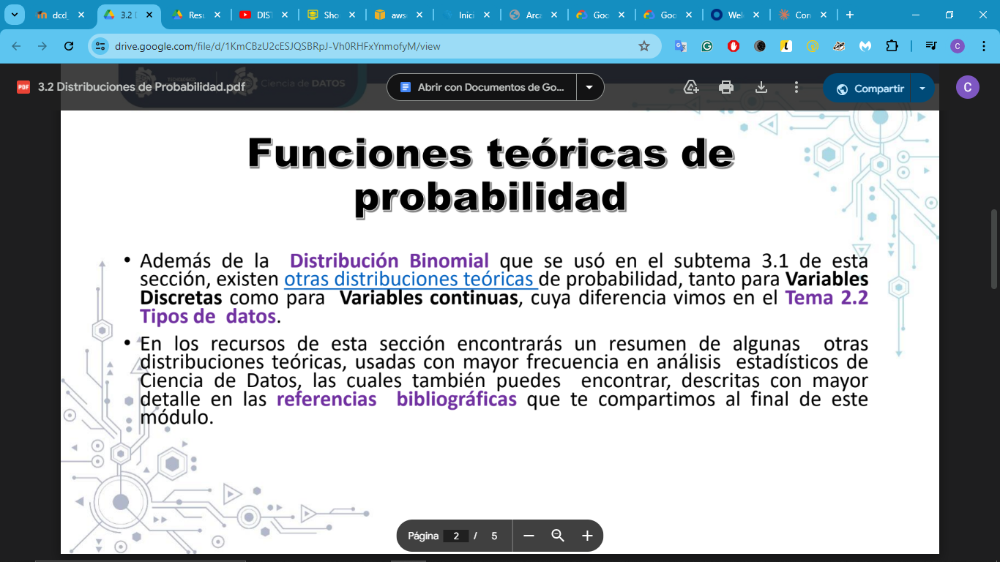 dcd_
3.2 [
Resu
DIST
Sho
aws
Inici
Arca
Goo
Goo
Wel
Con
drive.google.com/file/d/1KmCBzU2cESJQSBRpJ-Vh0RHFxYnmofyM/view
Ciencia de DATOS
PDF 3.2 Distribuciones de Probabilidad.pdf
Abrir con Documentos de Go...
Compartir
C
Funciones teóricas de
probabilidad
• Además de la Distribución Binomial que se usó en el subtema 3.1 de esta
sección, existen otras distribuciones teóricas de probabilidad, tanto para Variables
Discretas como para Variables continuas, cuya diferencia vimos en el Tema 2.2
Tipos de datos.
• En los recursos de esta sección encontrarás un resumen de algunas otras
distribuciones teóricas, usadas con mayor frecuencia en análisis estadísticos de
Ciencia de Datos, las cuales también puedes encontrar, descritas con mayor
detalle en las referencias bibliográficas que te compartimos al final de este
módulo.
Página 2 / 5